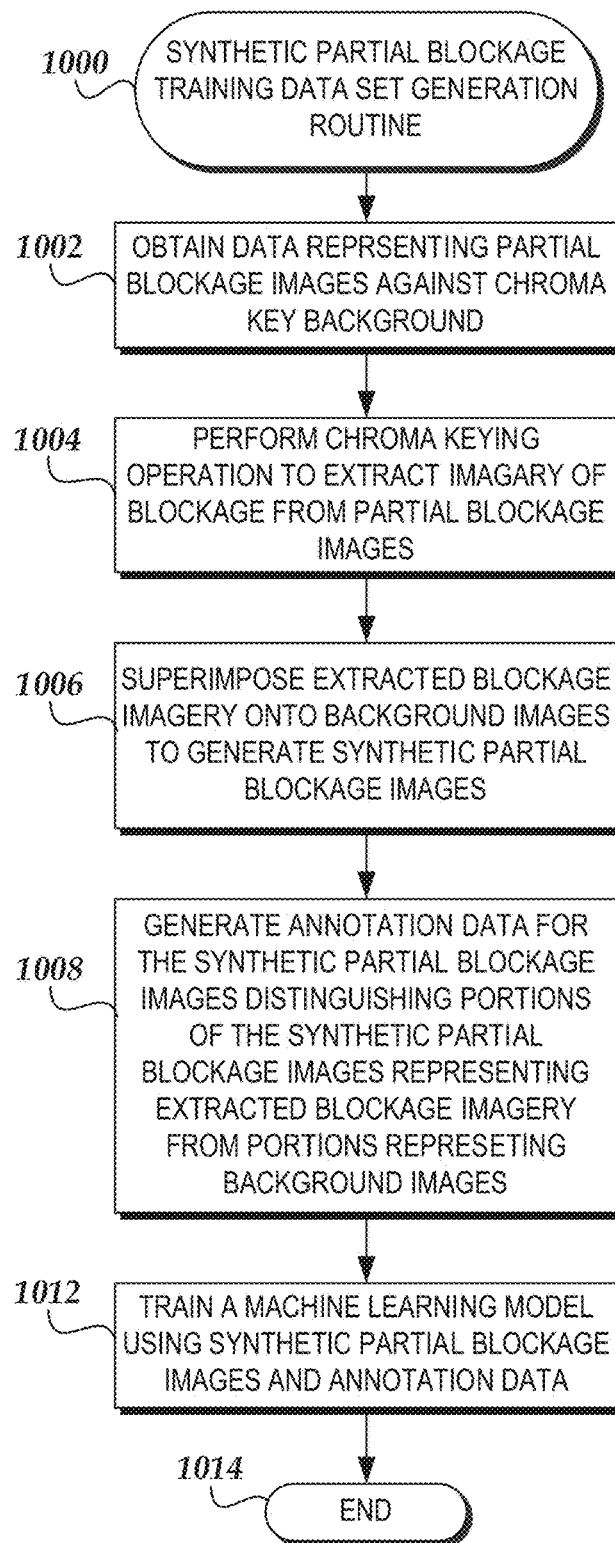 1000
SYNTHETIC PARTIAL BLOCKAGE
TRAINING DATA SET GENERATION
ROUTINE
1002
OBTAIN DATA REPRSENTING PARTIAL
BLOCKAGE IMAGES AGAINST CHROMA
KEY BACKGROUND
1004
PERFORM CHROMA KEYING
OPERATION TO EXTRACT IMAGARY OF
BLOCKAGE FROM PARTIAL BLOCKAGE
IMAGES
1006
SUPERIMPOSE EXTRACTED BLOCKAGE
IMAGERY ONTO BACKGROUND IMAGES
TO GENERATE SYNTHETIC PARTIAL
BLOCKAGE IMAGES
1008
GENERATE ANNOTATION DATA FOR
THE SYNTHETIC PARTIAL BLOCKAGE
IMAGES DISTINGUISHING PORTIONS
OF THE SYNTHETIC PARTIAL
BLOCKAGE IMAGES REPRESENTING
EXTRACTED BLOCKAGE IMAGERY
FROM PORTIONS REPRESETING
BACKGROUND IMAGES
1012
TRAIN A MACHINE LEARNING MODEL
USING SYNTHETIC PARTIAL BLOCKAGE
IMAGES AND ANNOTATION DATA
1014
END